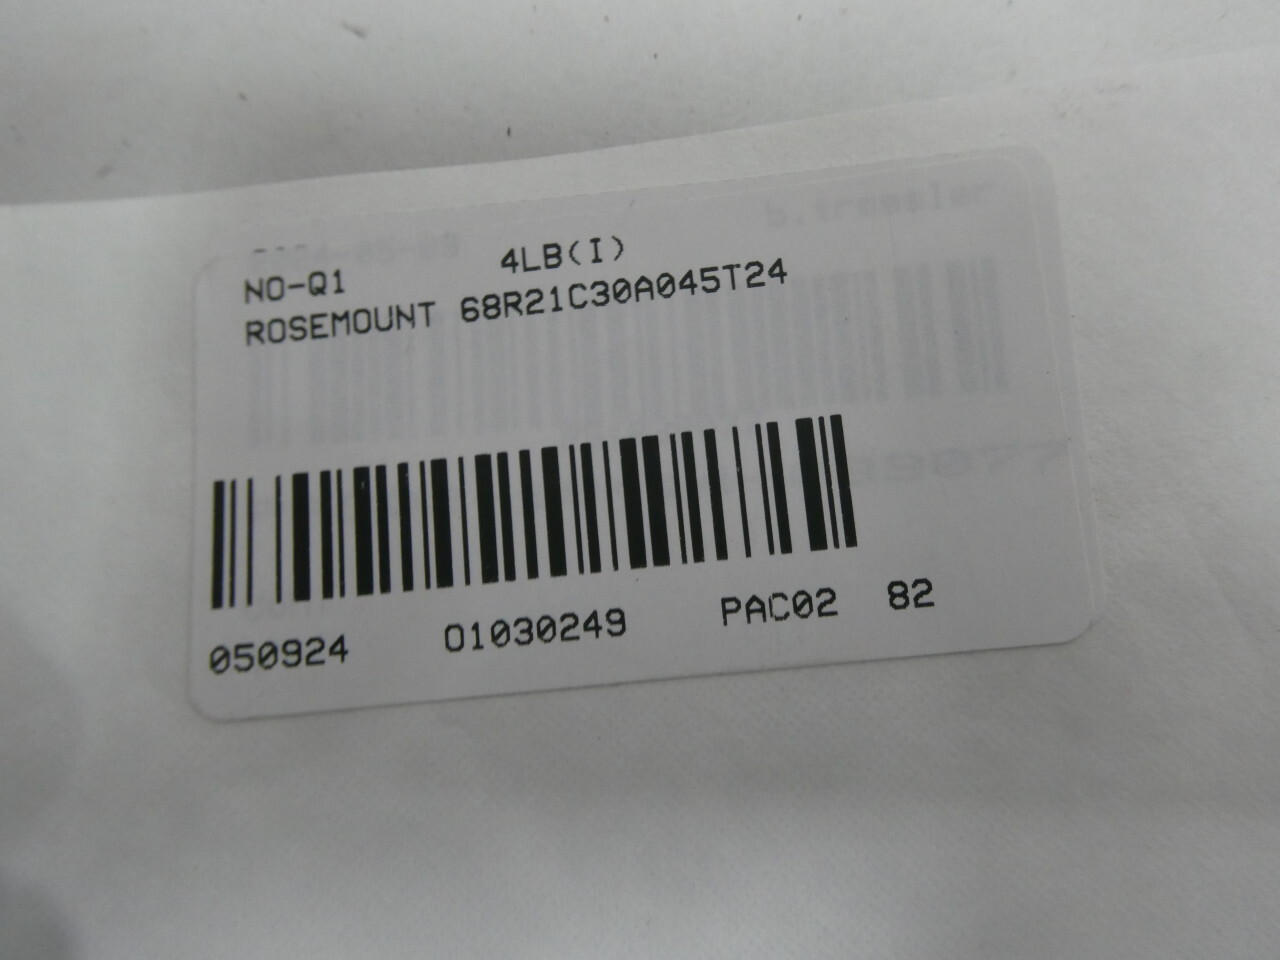 NO-Q1 4LB(I)
ROSEMOUNT 68R21C30A045T24
050924 01030249 PAC02 82